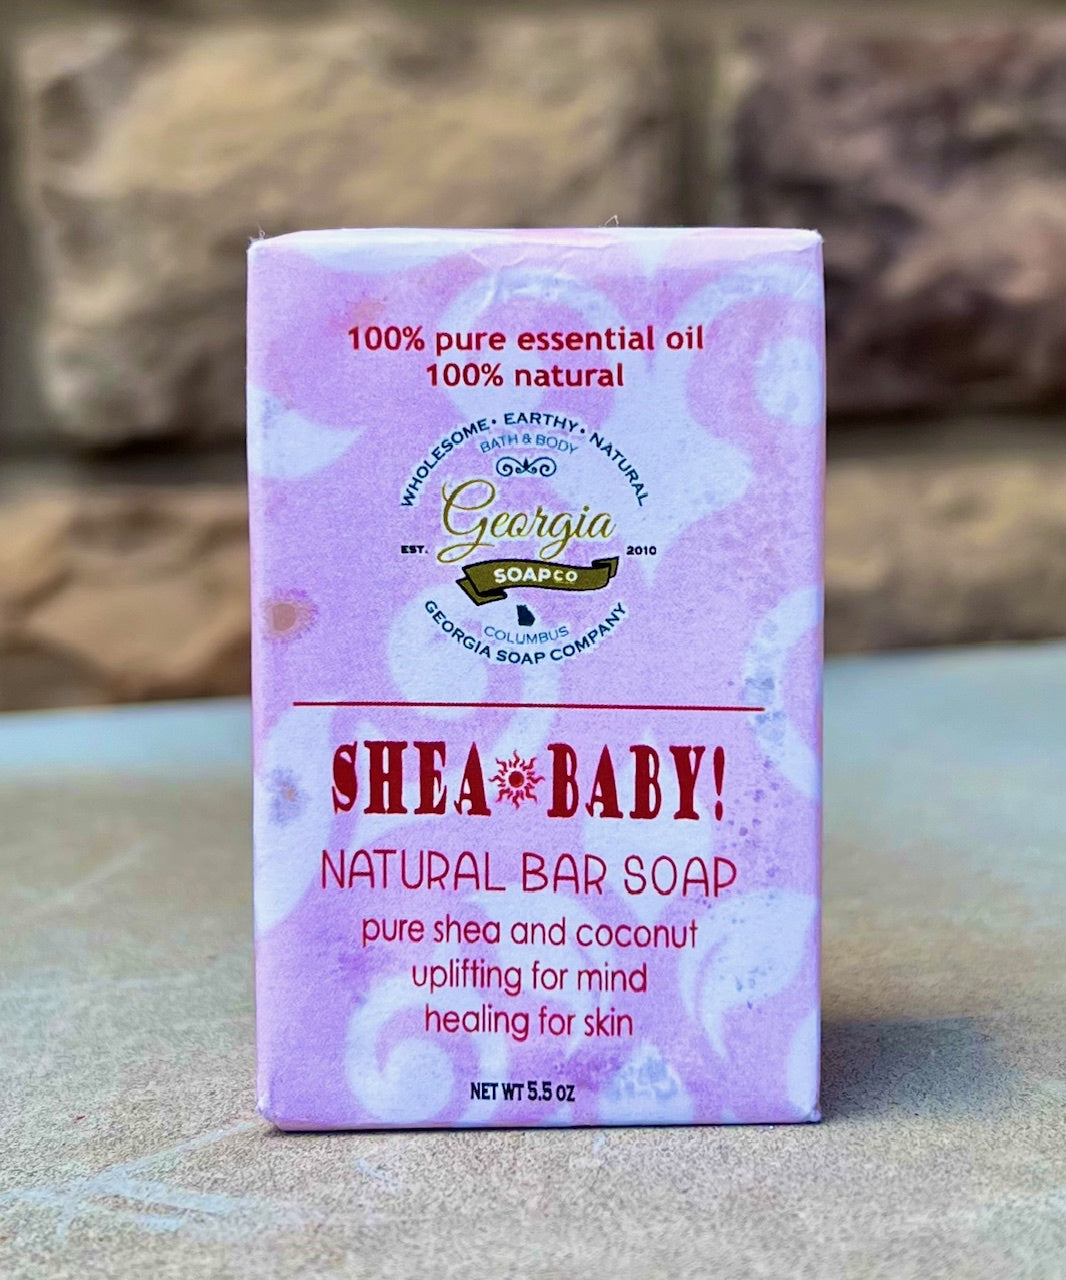 100% pure essential oil
100% natural
WHOLESOME • EARTHY • NATURAL
BATH & BODY
Georgia
EST. 2010
SOAPCO
COLUMBUS
GEORGIA SOAP COMPANY
SHEA BABY!
NATURAL BAR SOAP
pure shea and coconut
uplifting for mind
healing for skin
NET WT 5.5 OZ